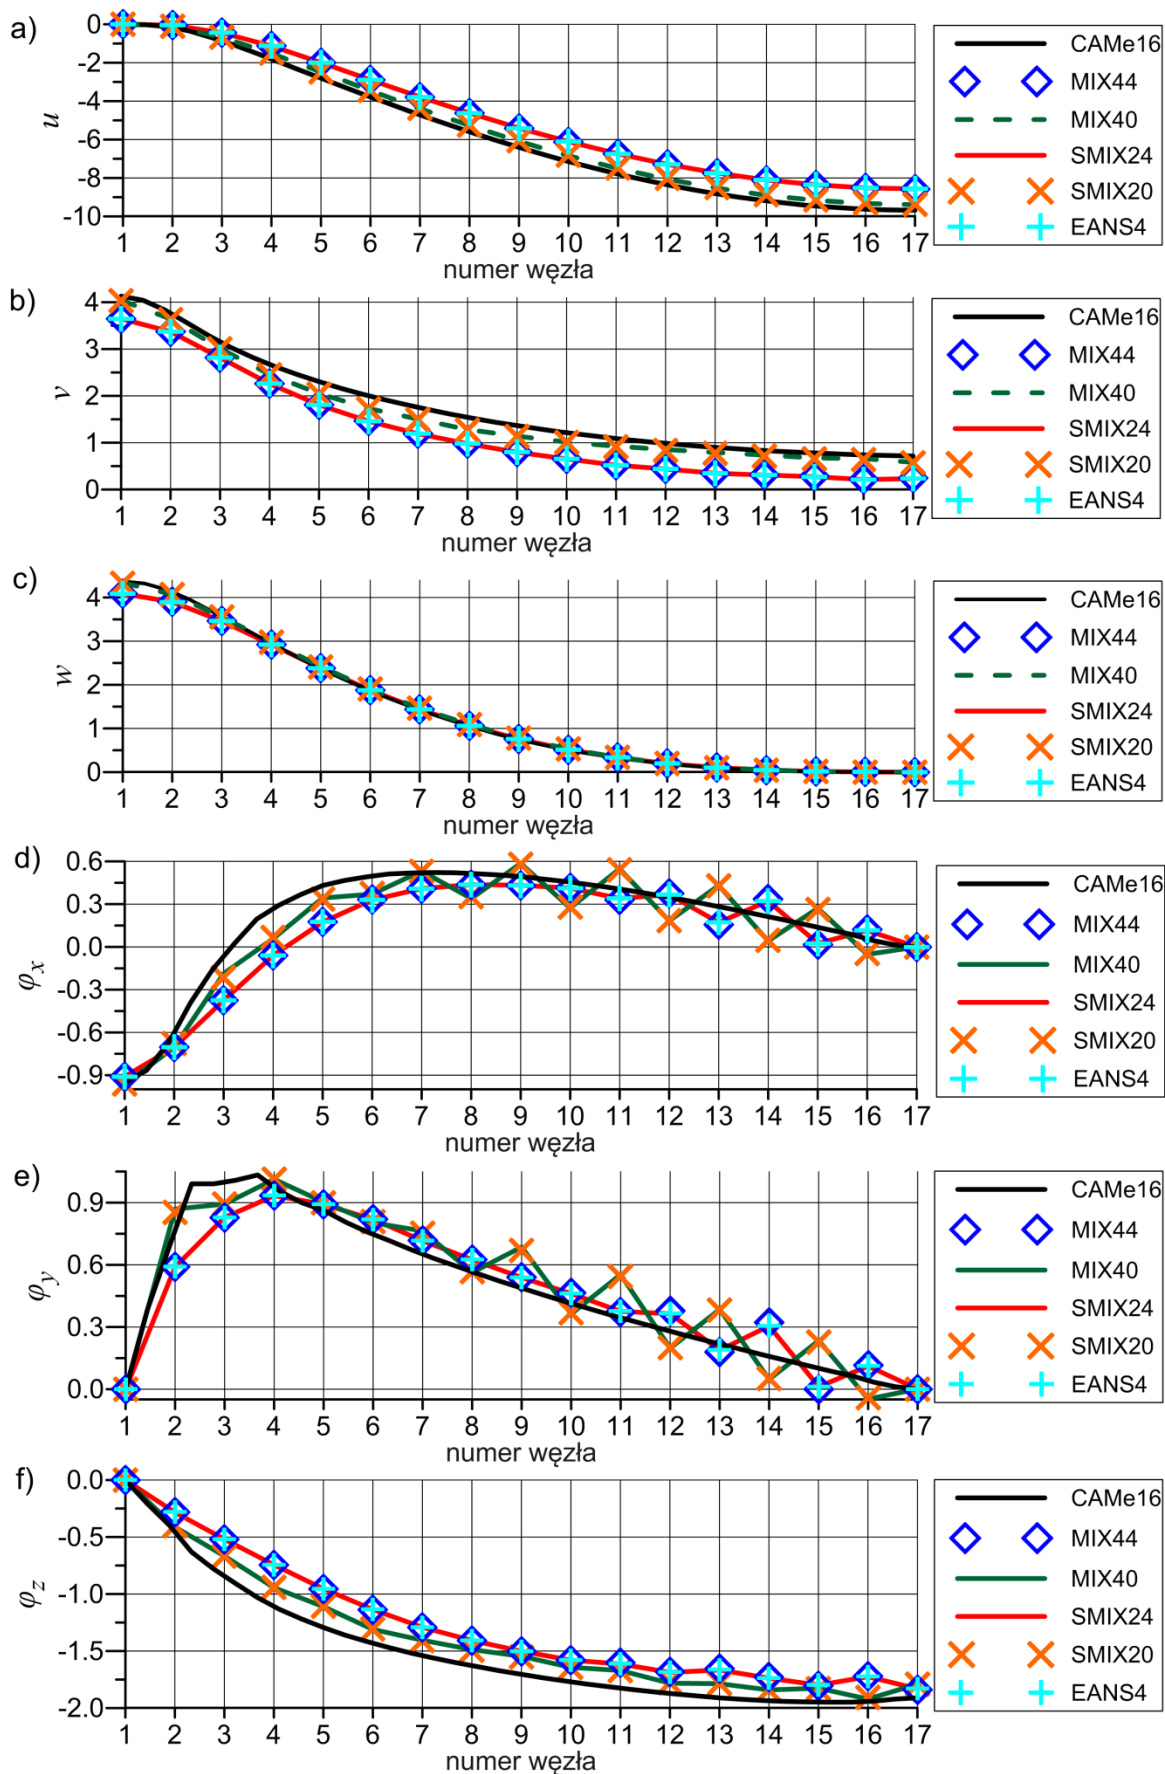 a)
u
0
-2
-4
-6
-8
-10
1 2 3 4 5 6 7 8 9 10 11 12 13 14 15 16 17
numer węzła
CAMe16
MIX44
MIX40
SMIX24
SMIX20
EANS4
b)
v
4
3
2
1
0
1 2 3 4 5 6 7 8 9 10 11 12 13 14 15 16 17
numer węzła
CAMe16
MIX44
MIX40
SMIX24
SMIX20
EANS4
c)
w
4
3
2
1
0
1 2 3 4 5 6 7 8 9 10 11 12 13 14 15 16 17
numer węzła
CAMe16
MIX44
MIX40
SMIX24
SMIX20
EANS4
d)
φx
0.6
0.3
0.0
-0.3
-0.6
-0.9
1 2 3 4 5 6 7 8 9 10 11 12 13 14 15 16 17
numer węzła
CAMe16
MIX44
MIX40
SMIX24
SMIX20
EANS4
e)
φy
0.9
0.6
0.3
0.0
1 2 3 4 5 6 7 8 9 10 11 12 13 14 15 16 17
numer węzła
CAMe16
MIX44
MIX40
SMIX24
SMIX20
EANS4
f)
φz
0.0
-0.5
-1.0
-1.5
-2.0
1 2 3 4 5 6 7 8 9 10 11 12 13 14 15 16 17
numer węzła
CAMe16
MIX44
MIX40
SMIX24
SMIX20
EANS4